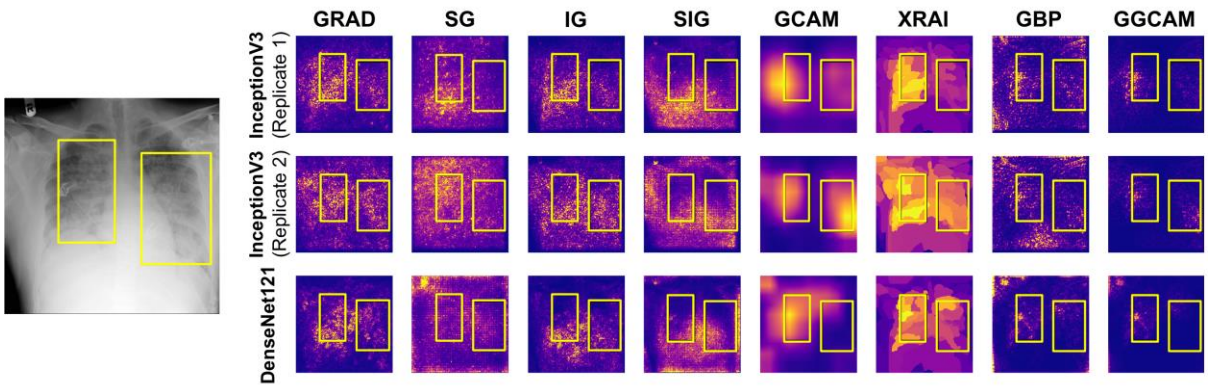 GRAD SG IG SIG GCAM XRAI GBP GGCAM
InceptionV3
(Replicate 1)
InceptionV3
(Replicate 2)
DenseNet121